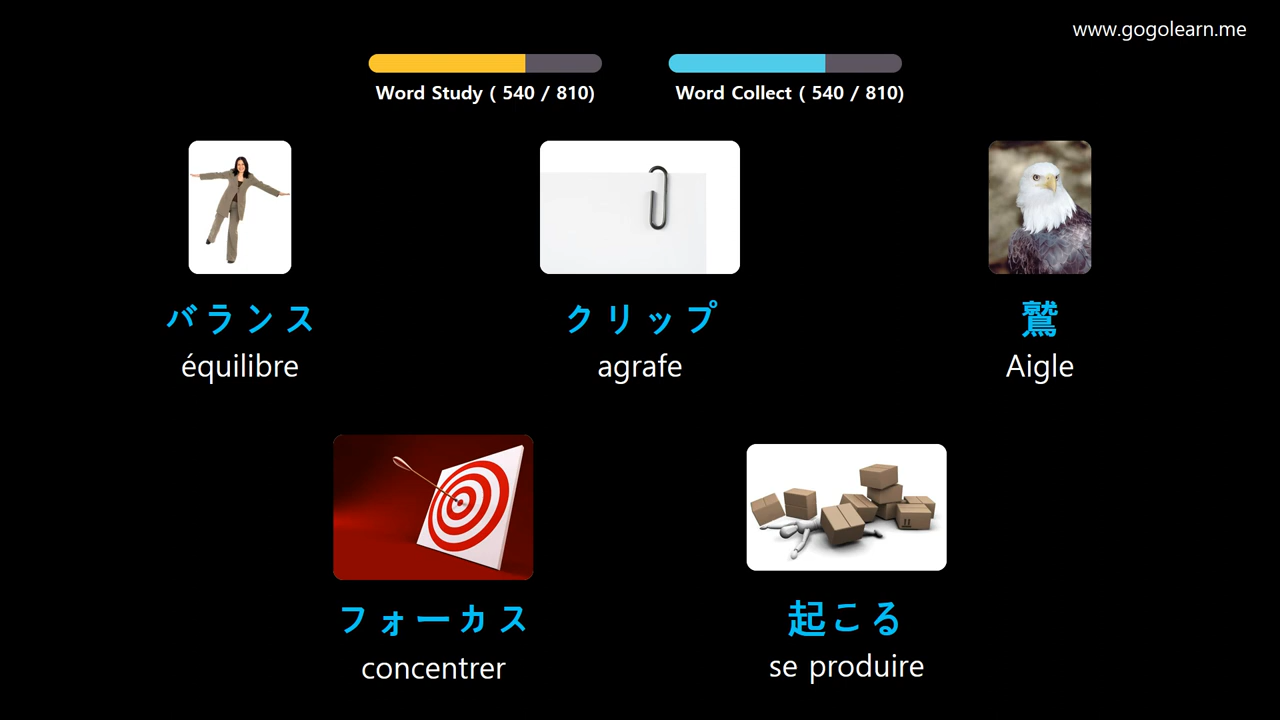 www.gogolearn.me
Word Study ( 540 / 810)
Word Collect ( 540 / 810)
バランス
équilibre
クリップ
agrafe
鷲
Aigle
フォーカス
concentrer
起こる
se produire